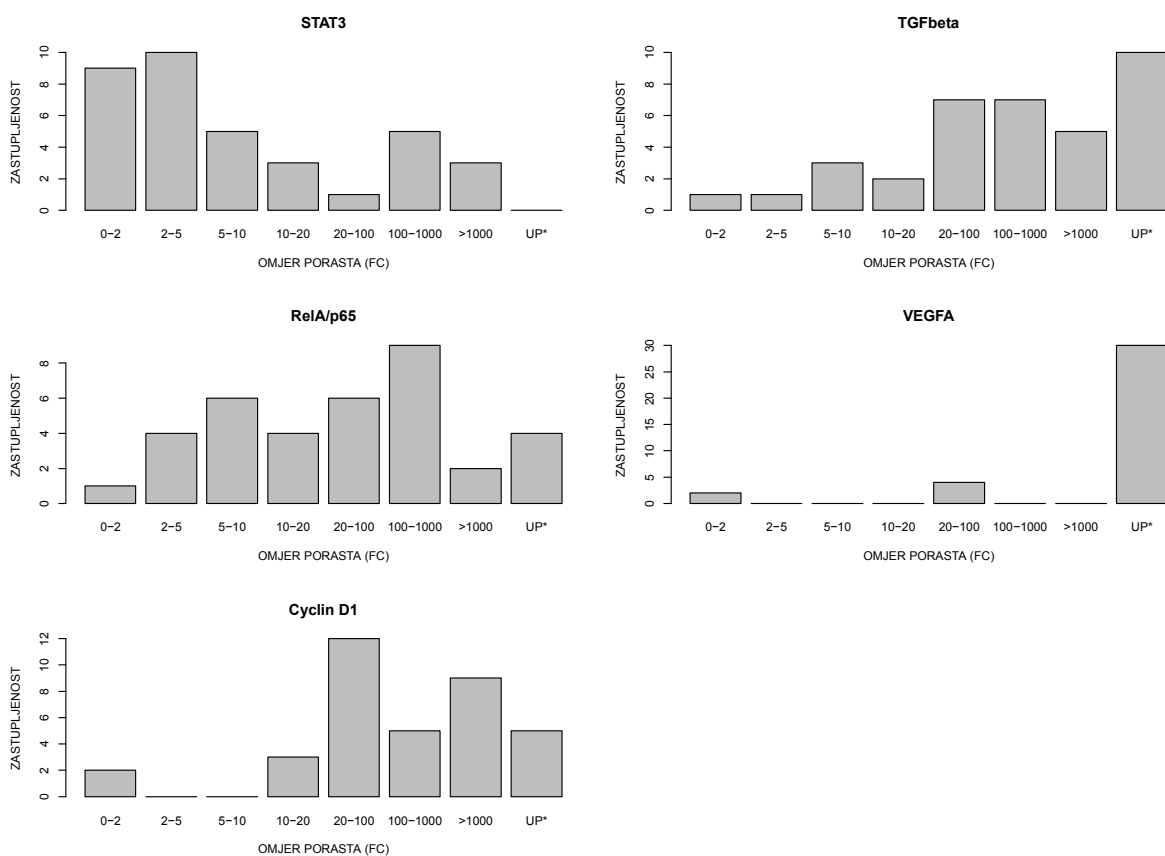 STAT3
ZASTUPLJENOST
10
8
6
4
2
0
0−2 2−5 5−10 10−20 20−100 100−1000 >1000 UP*
OMJER PORASTA (FC)
TGFbeta
ZASTUPLJENOST
10
8
6
4
2
0
0−2 2−5 5−10 10−20 20−100 100−1000 >1000 UP*
OMJER PORASTA (FC)
RelA/p65
ZASTUPLJENOST
8
6
4
2
0
0−2 2−5 5−10 10−20 20−100 100−1000 >1000 UP*
OMJER PORASTA (FC)
VEGFA
ZASTUPLJENOST
30
25
20
15
10
5
0
0−2 2−5 5−10 10−20 20−100 100−1000 >1000 UP*
OMJER PORASTA (FC)
Cyclin D1
ZASTUPLJENOST
12
10
8
6
4
2
0
0−2 2−5 5−10 10−20 20−100 100−1000 >1000 UP*
OMJER PORASTA (FC)